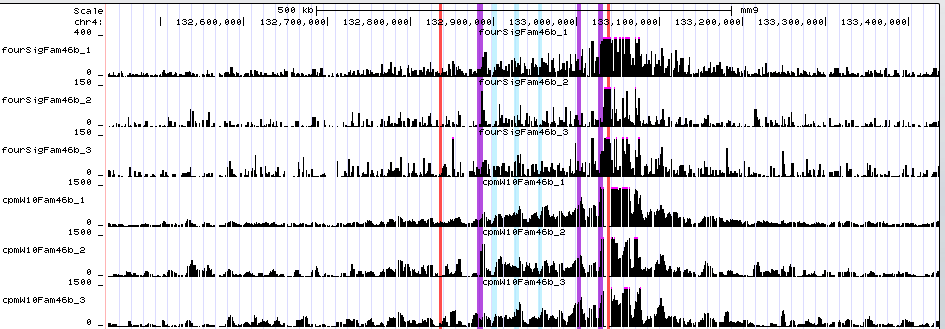 Scale 500 kb mm9
chr4: 132,600,000 132,700,000 132,800,000 132,900,000 133,000,000 133,100,000 133,200,000 133,300,000 133,400,000
400 _ fourSigFam46b_1
fourSigFam46b_1
0 _
150 _ fourSigFam46b_2
fourSigFam46b_2
0 _
150 _ fourSigFam46b_3
fourSigFam46b_3
0 _
1500 _ cpmW10Fam46b_1
cpmW10Fam46b_1
0 _
1500 _ cpmW10Fam46b_2
cpmW10Fam46b_2
0 _
1500 _ cpmW10Fam46b_3
cpmW10Fam46b_3
0 _